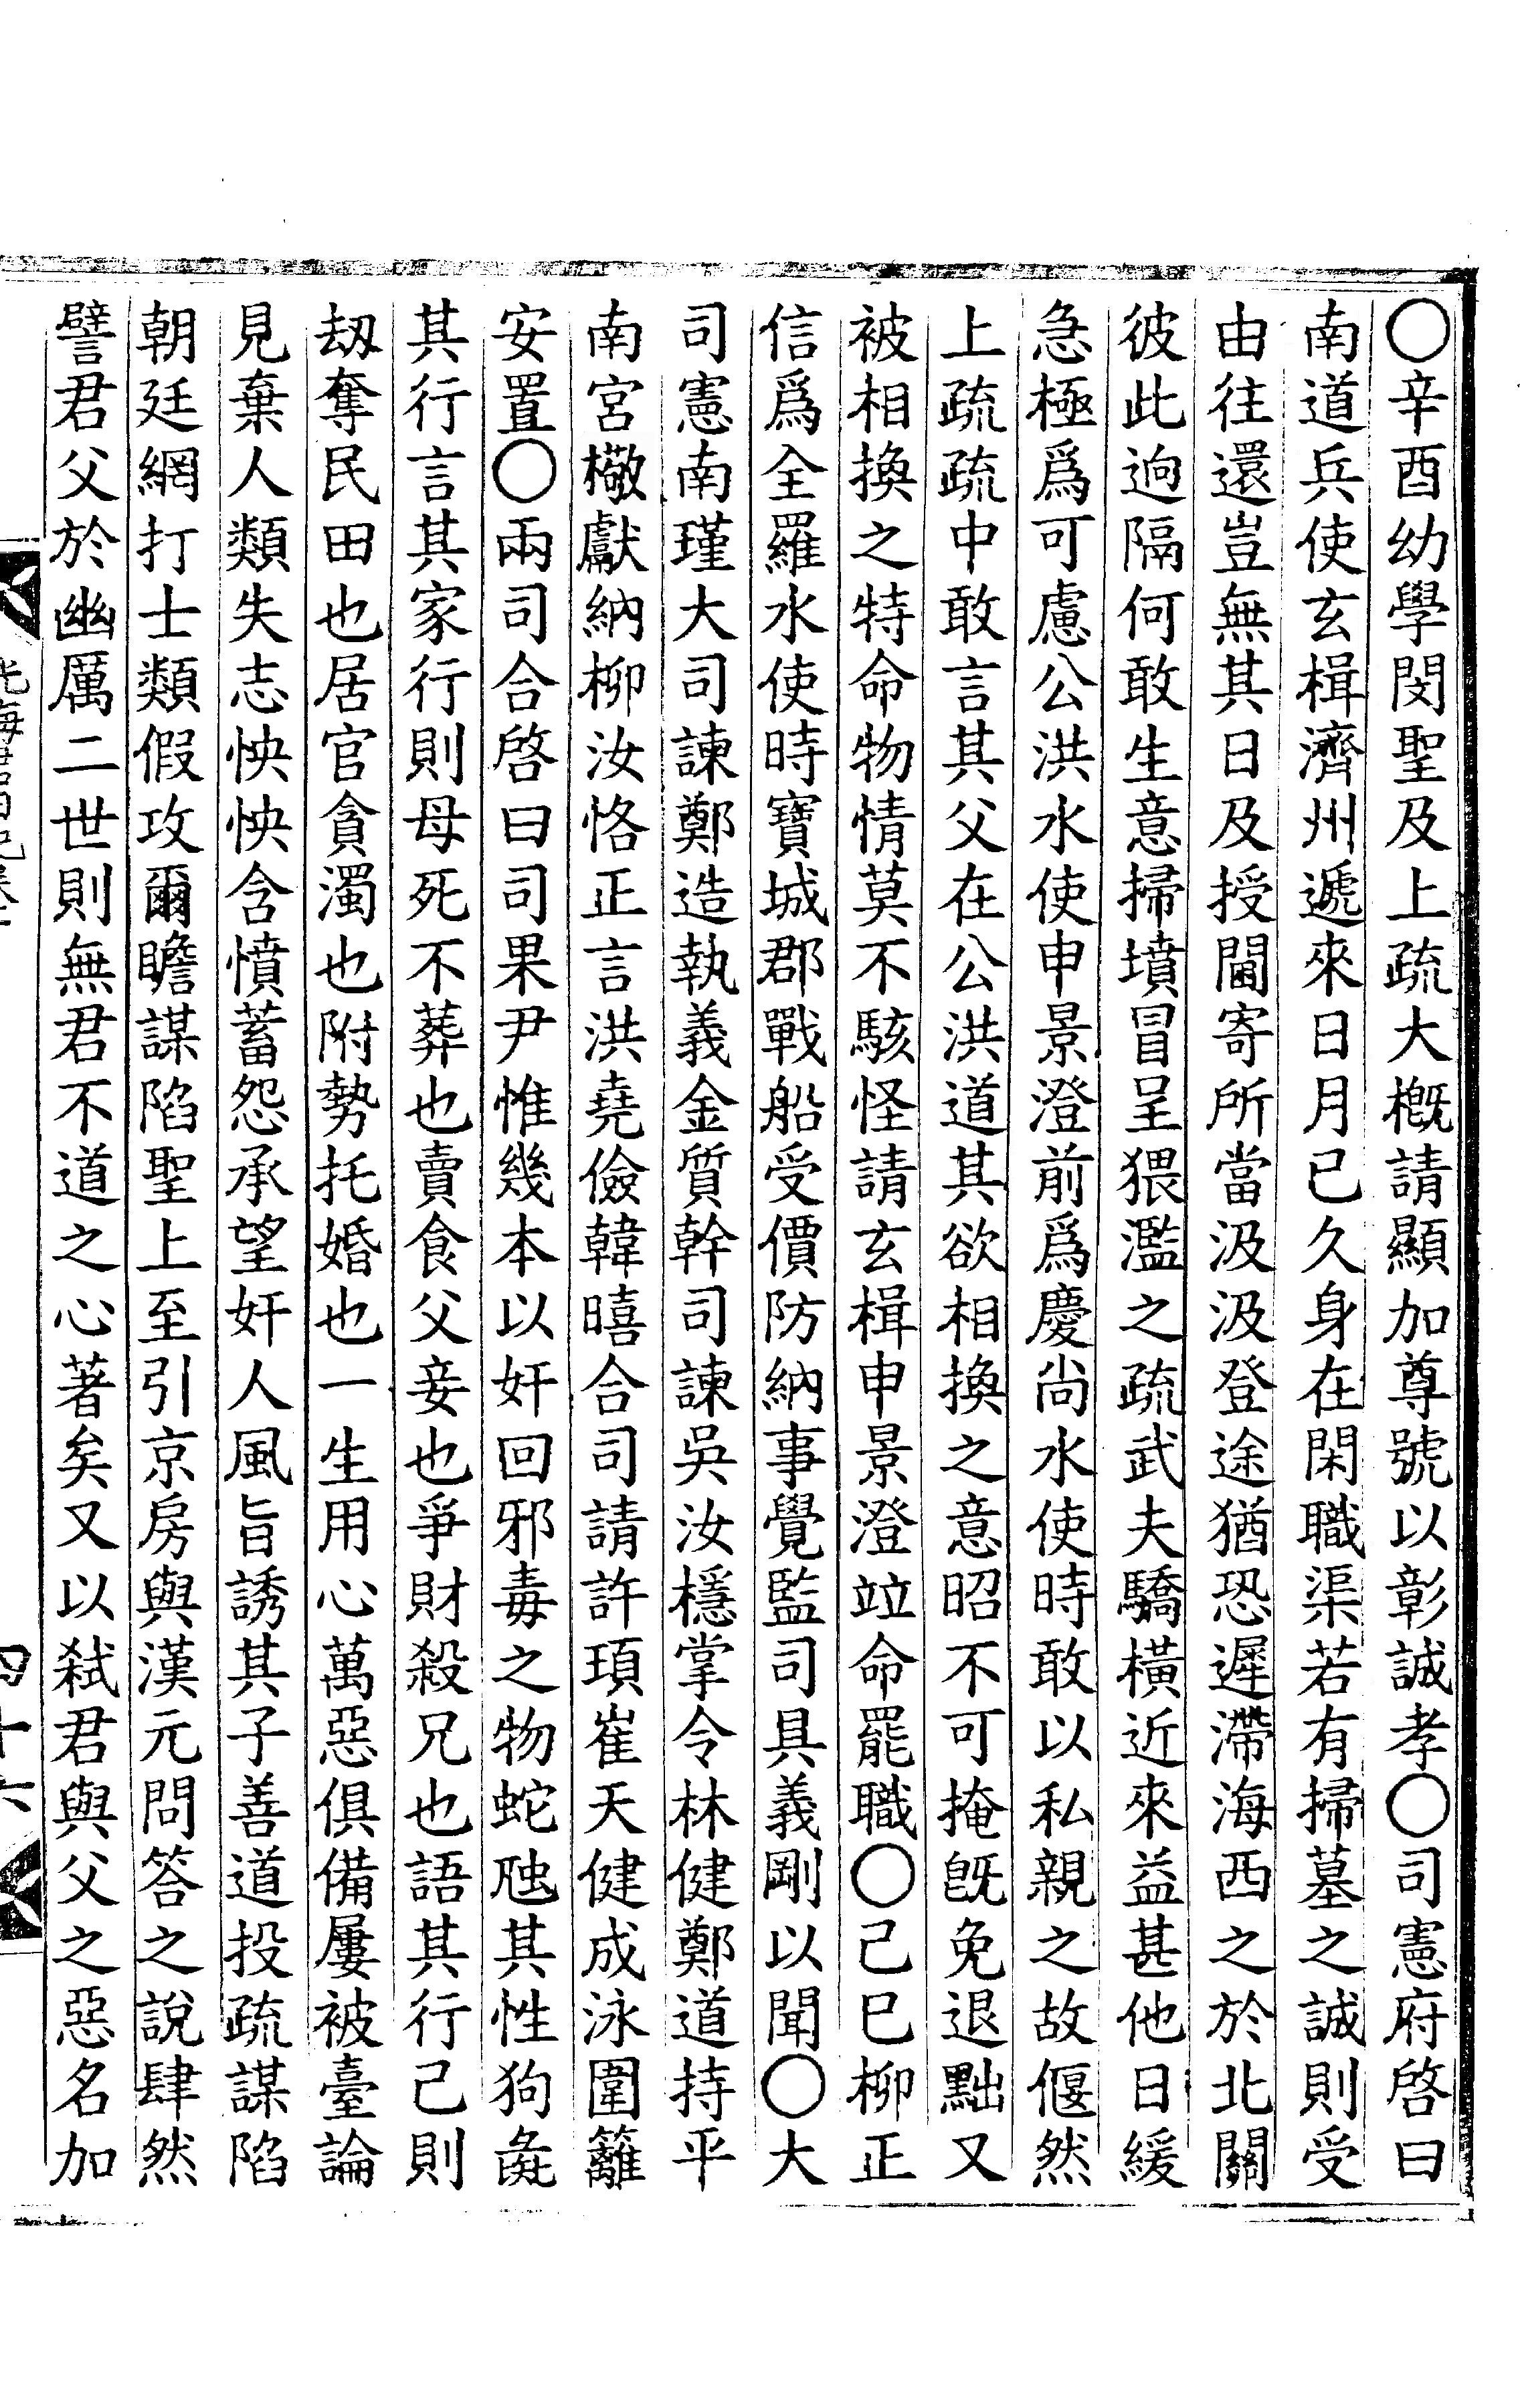 〇辛酉幼學閔聖及上疏大槪請顯加尊號以彰誠孝〇司憲府啓曰
南道兵使玄楫濟州遞來日月已久身在閑職渠若有掃墓之誠則受
由往還豈無其日及授閫寄所當汲汲登途猶恐遲滯海西之於北關
彼此逈隔何敢生意掃墳冒呈猥濫之疏武夫驕橫近來益甚他日緩
急極爲可慮公洪水使申景澄前爲慶尙水使時敢以私親之故偃然
上疏疏中敢言其父在公洪道其欲相換之意昭不可掩旣免退黜又
被相換之特命物情莫不駭怪請玄楫申景澄竝命罷職〇己巳柳正
信爲全羅水使時寶城郡戰船受價防納事覺監司具義剛以聞〇大
司憲南瑾大司諫鄭造執義金質幹司諫吳汝穩掌令林健鄭道持平
南宮橵獻納柳汝恪正言洪堯儉韓暿合司請許頊崔天健成泳圍籬
安置〇兩司合啓曰司果尹惟幾本以奸回邪毒之物蛇虺其性狗彘
其行言其家行則母死不葬也賣食父妾也爭財殺兄也語其行己則
刼奪民田也居官貪濁也附勢托婚也一生用心萬惡俱備屢被臺論
見棄人類失志怏怏含憤蓄怨承望奸人風旨誘其子善道投疏謀陷
朝廷網打士類假攻爾瞻謀陷聖上至引京房與漢元問答之說肆然
譬君父於幽厲二世則無君不道之心著矣又以弑君與父之惡名加
四十六